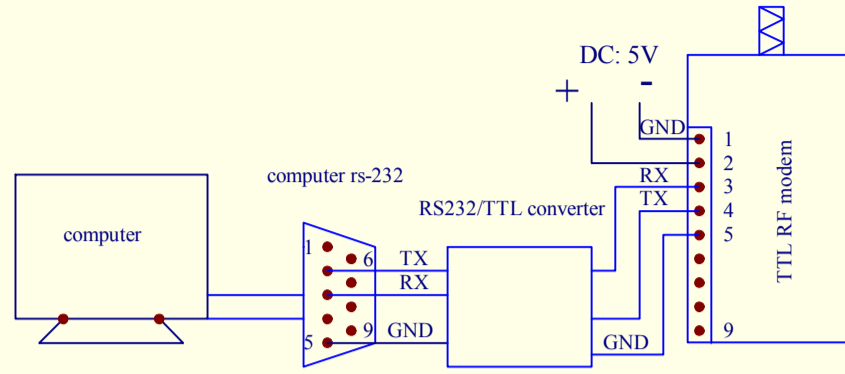 DC: 5V
+ -
GND 1
2
RX 3
TX 4
5
9
TTL RF modem
computer rs-232
RS232/TTL converter
computer
1
6
TX
RX
9
GND
5
GND